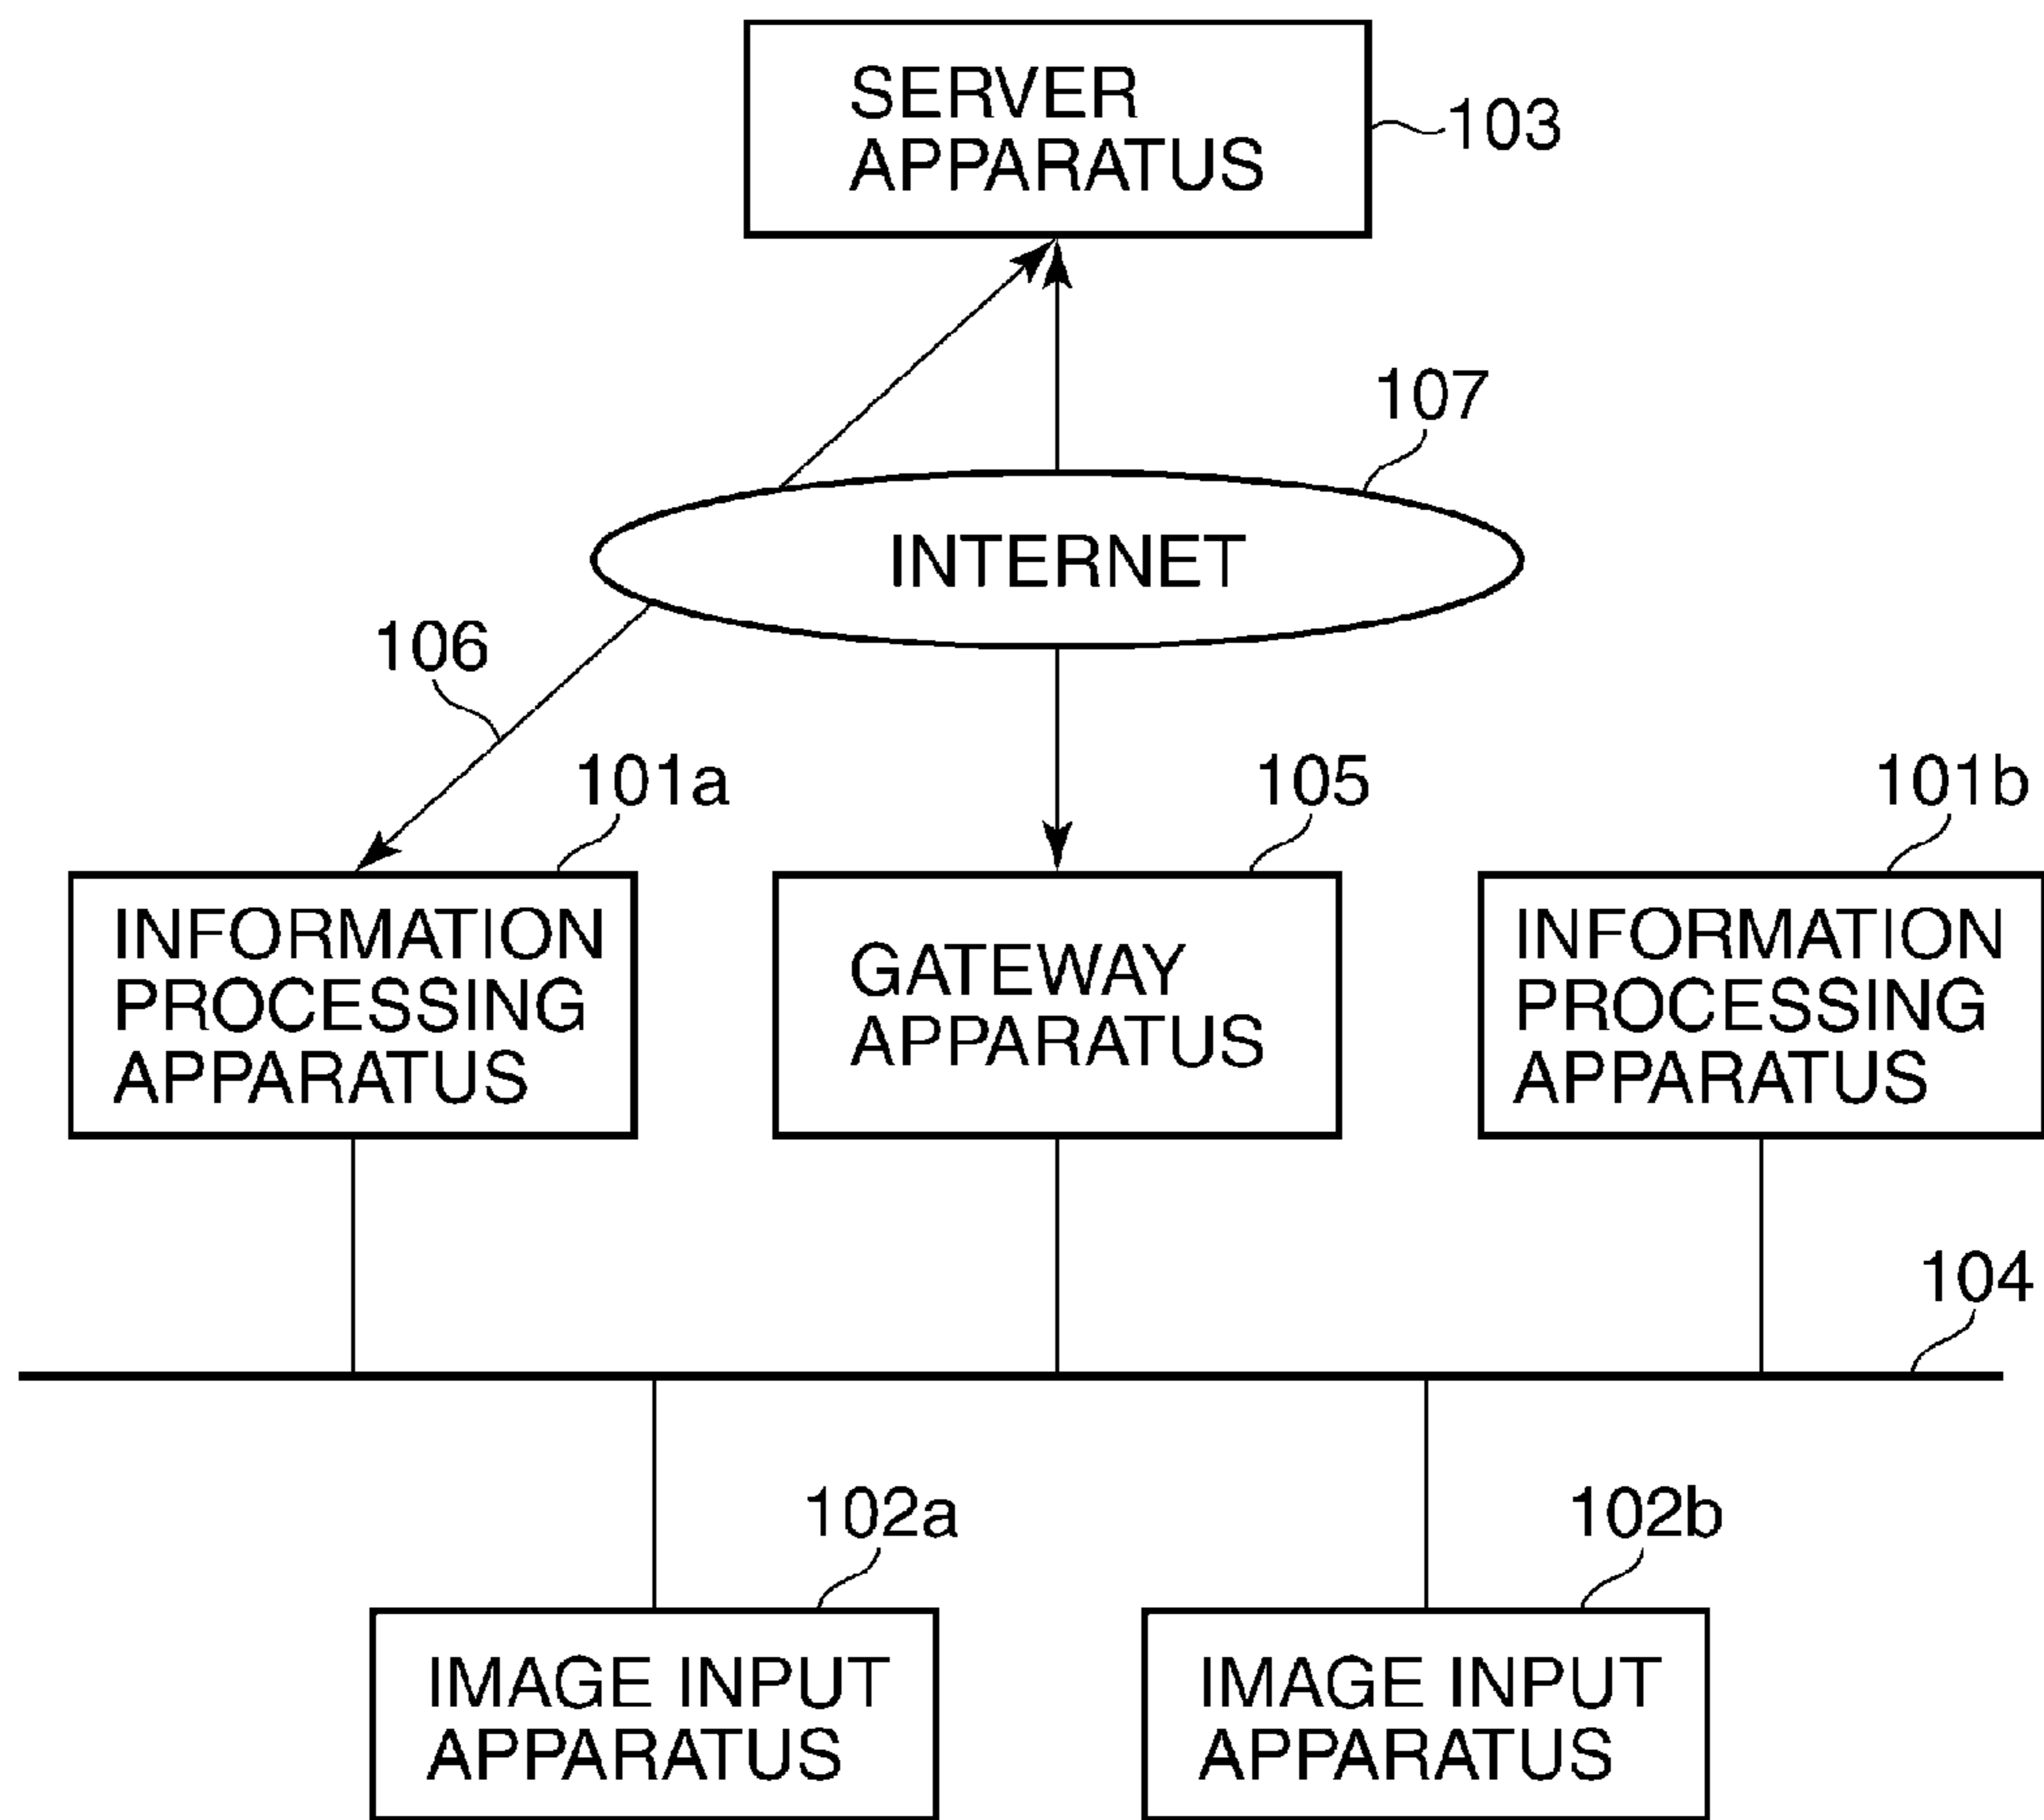 SERVER
APPARATUS
103
107
INTERNET
106
101a
105
101b
INFORMATION
PROCESSING
APPARATUS
GATEWAY
APPARATUS
INFORMATION
PROCESSING
APPARATUS
104
102a
102b
IMAGE INPUT
APPARATUS
IMAGE INPUT
APPARATUS